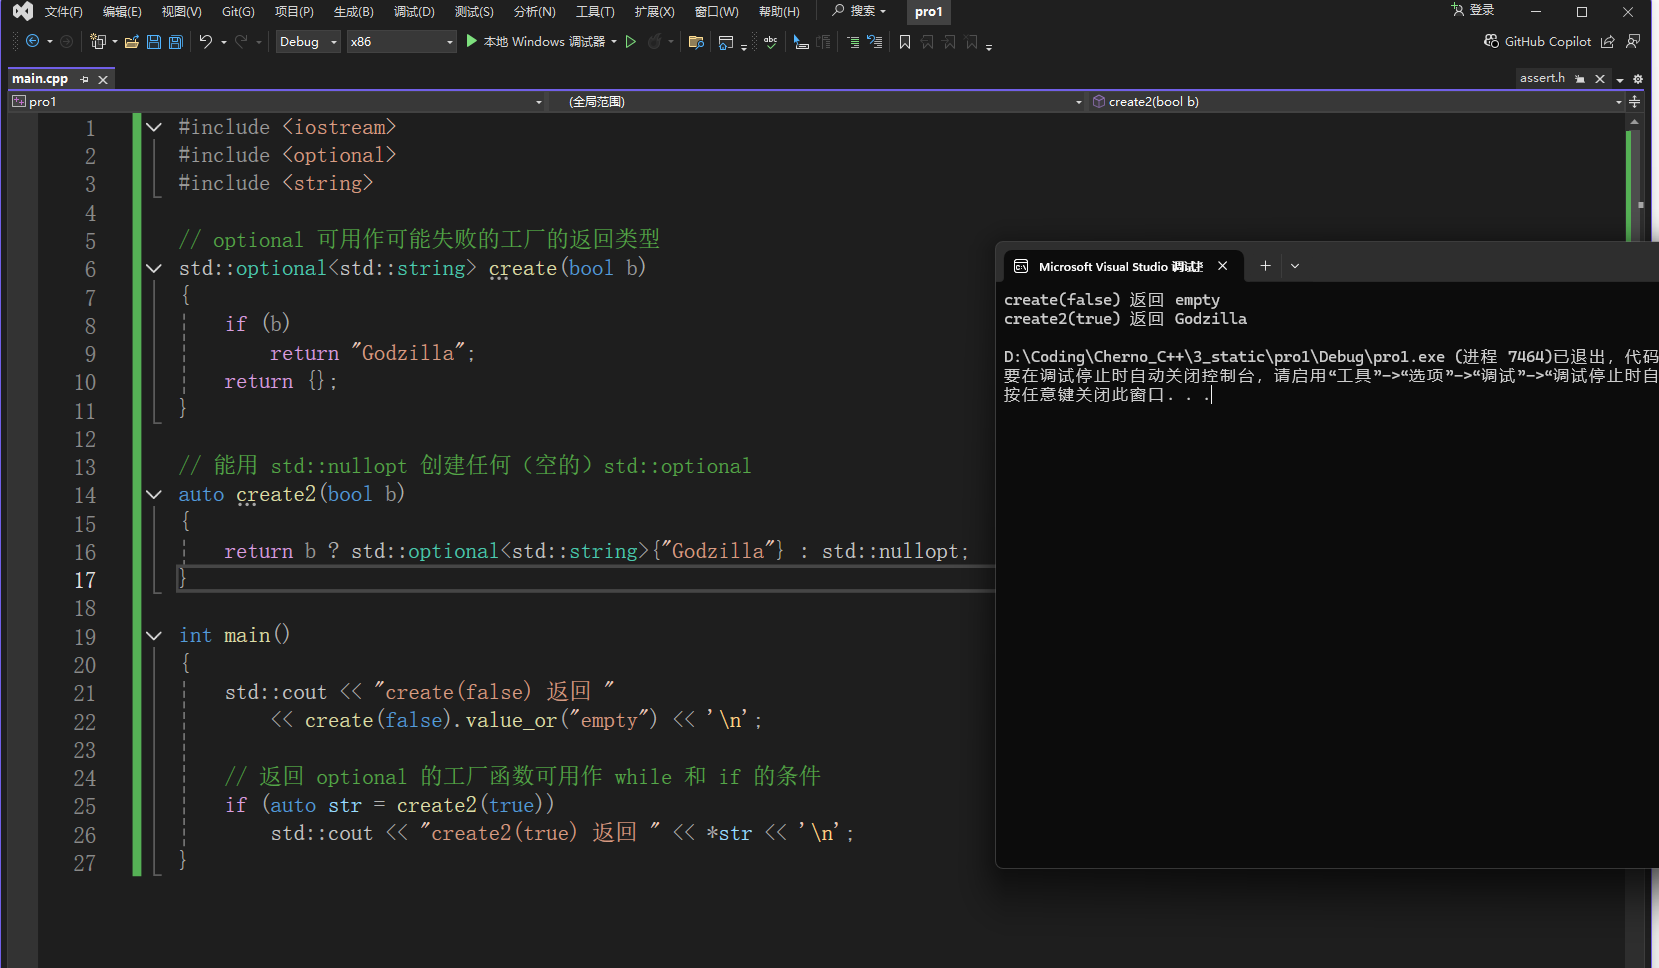 文件(F) 编辑(E) 视图(V) Git(G) 项目(P) 生成(B) 调试(D) 测试(S) 分析(N) 工具(T) 扩展(X) 窗口(W) 帮助(H) 搜索 pro1 登录
Debug x86 本地 Windows 调试器 GitHub Copilot
main.cpp assert.h
pro1 (全局范围) create2(bool b)
1 #include <iostream>
2 #include <optional>
3 #include <string>
4
5 // optional 可用作可能失败的工厂的返回类型
6 std::optional<std::string> create(bool b)
7 {
8 if (b)
9 return "Godzilla";
10 return {};
11 }
12
13 // 能用 std::nullopt 创建任何（空的）std::optional
14 auto create2(bool b)
15 {
16 return b ? std::optional<std::string>{"Godzilla"} : std::nullopt;
17 }
18
19 int main()
20 {
21 std::cout << "create(false) 返回 "
22 << create(false).value_or("empty") << '\n';
23
24 // 返回 optional 的工厂函数可用作 while 和 if 的条件
25 if (auto str = create2(true))
26 std::cout << "create2(true) 返回 " << *str << '\n';
27 }
Microsoft Visual Studio 调试
create(false) 返回 empty
create2(true) 返回 Godzilla
D:\Coding\Cherno_C++\3_static\pro1\Debug\pro1.exe (进程 7464)已退出，代码
要在调试停止时自动关闭控制台，请启用“工具”->“选项”->“调试”->“调试停止时自
按任意键关闭此窗口. . .